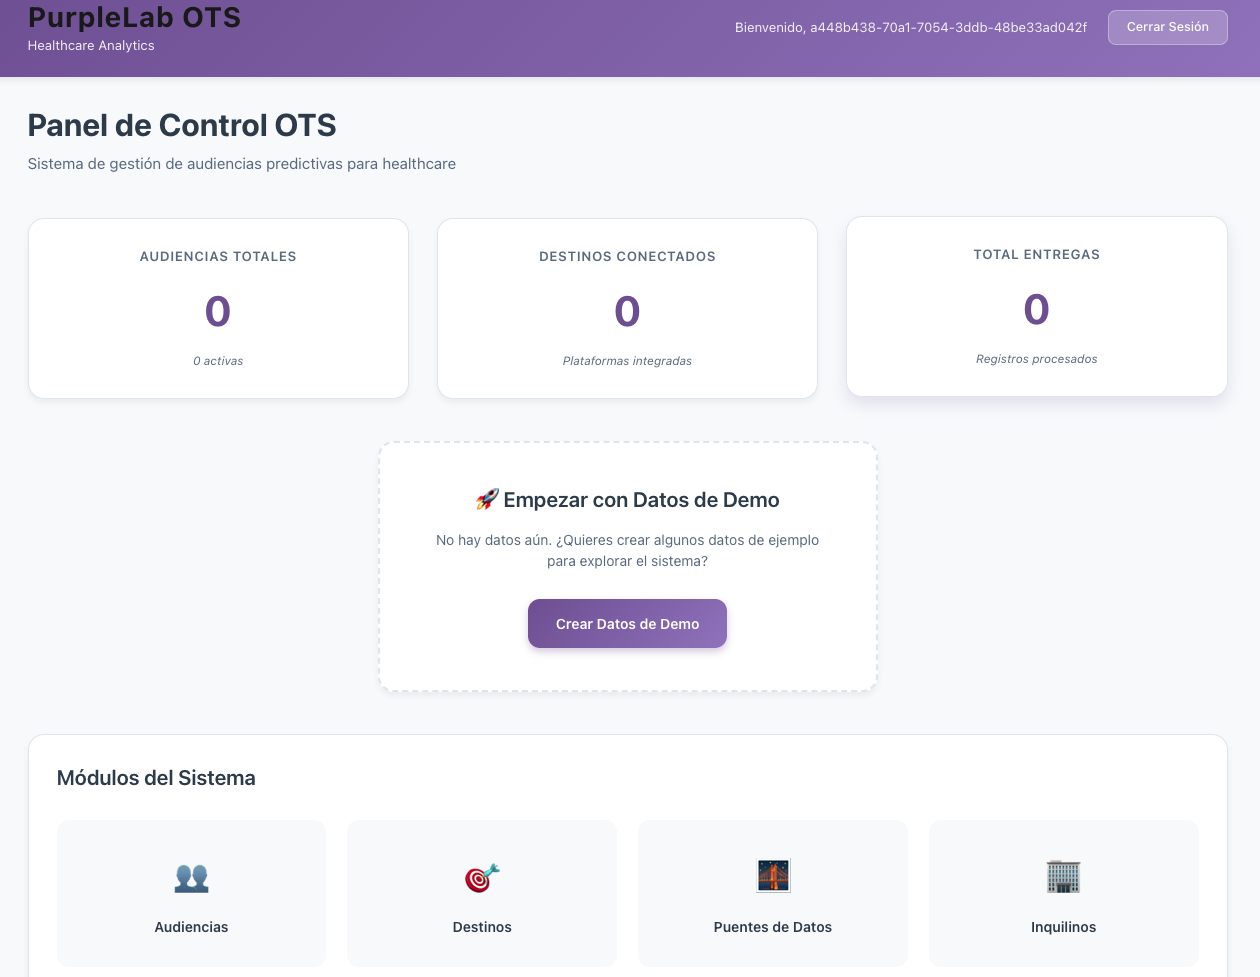 PurpleLab OTS
Healthcare Analytics
Bienvenido, a448b438-70a1-7054-3ddb-48be33ad042f
Cerrar Sesión
Panel de Control OTS
Sistema de gestión de audiencias predictivas para healthcare
AUDIENCIAS TOTALES
0
0 activas
DESTINOS CONECTADOS
0
Plataformas integradas
TOTAL ENTREGAS
0
Registros procesados
🚀 Empezar con Datos de Demo
No hay datos aún. ¿Quieres crear algunos datos de ejemplo
para explorar el sistema?
Crear Datos de Demo
Módulos del Sistema
Audiencias
Destinos
Puentes de Datos
Inquilinos